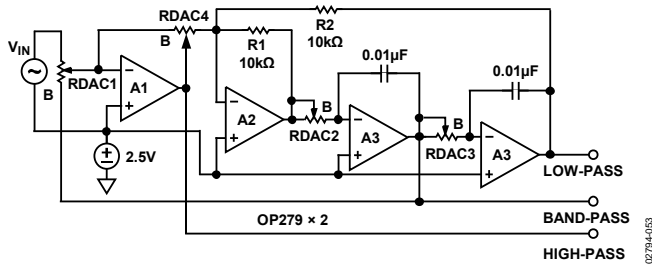 RDAC4
R2
10kΩ
B
R1
10kΩ
0.01µF
0.01µF
VIN
B
RDAC1
A1
A2
B
RDAC2
A3
B
RDAC3
A3
2.5V
LOW-PASS
BAND-PASS
OP279 × 2
HIGH-PASS
02794-053